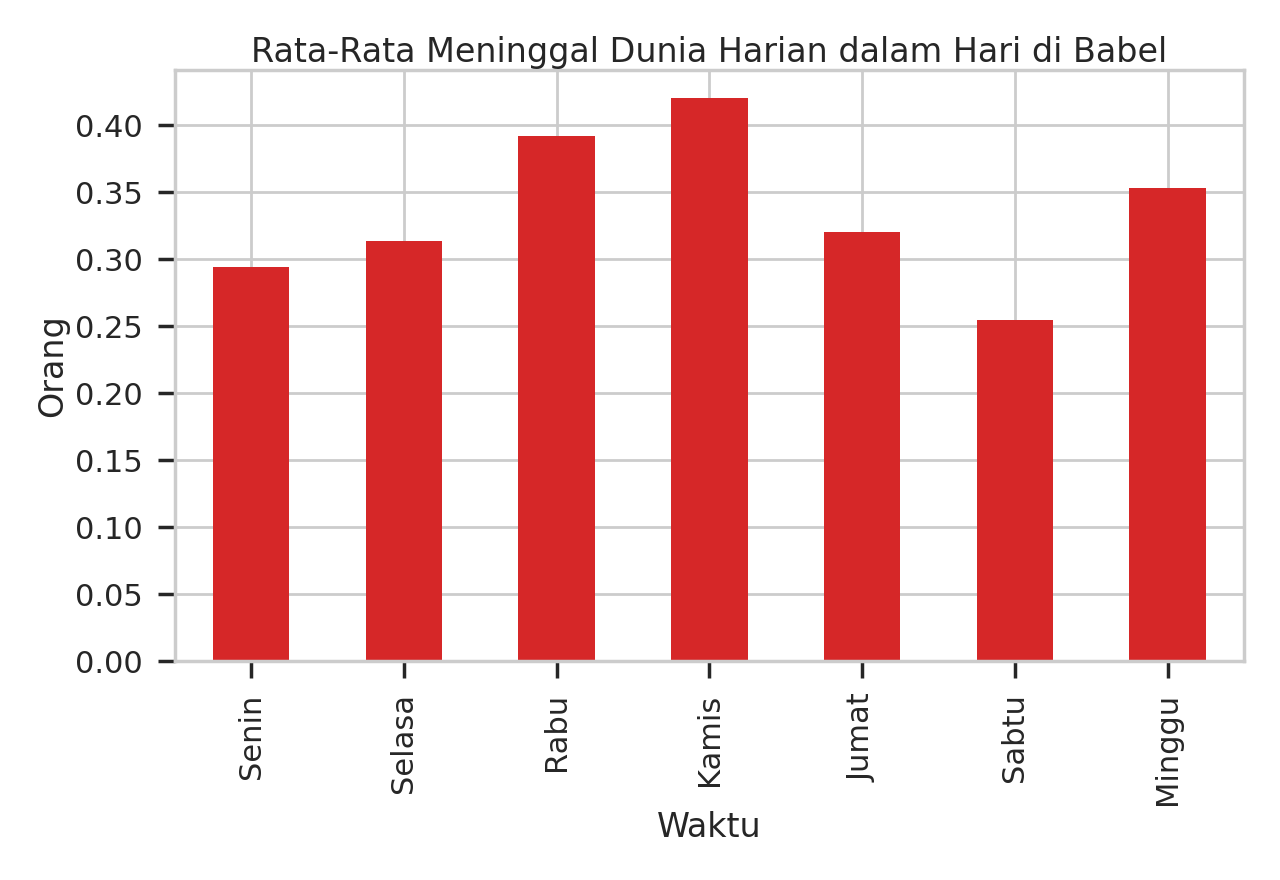 Rata-Rata Meninggal Dunia Harian dalam Hari di Babel
0.40
0.35
0.30
0.25
0.20
0.15
0.10
0.05
0.00
Orang
Senin
Selasa
Rabu
Kamis
Jumat
Sabtu
Minggu
Waktu